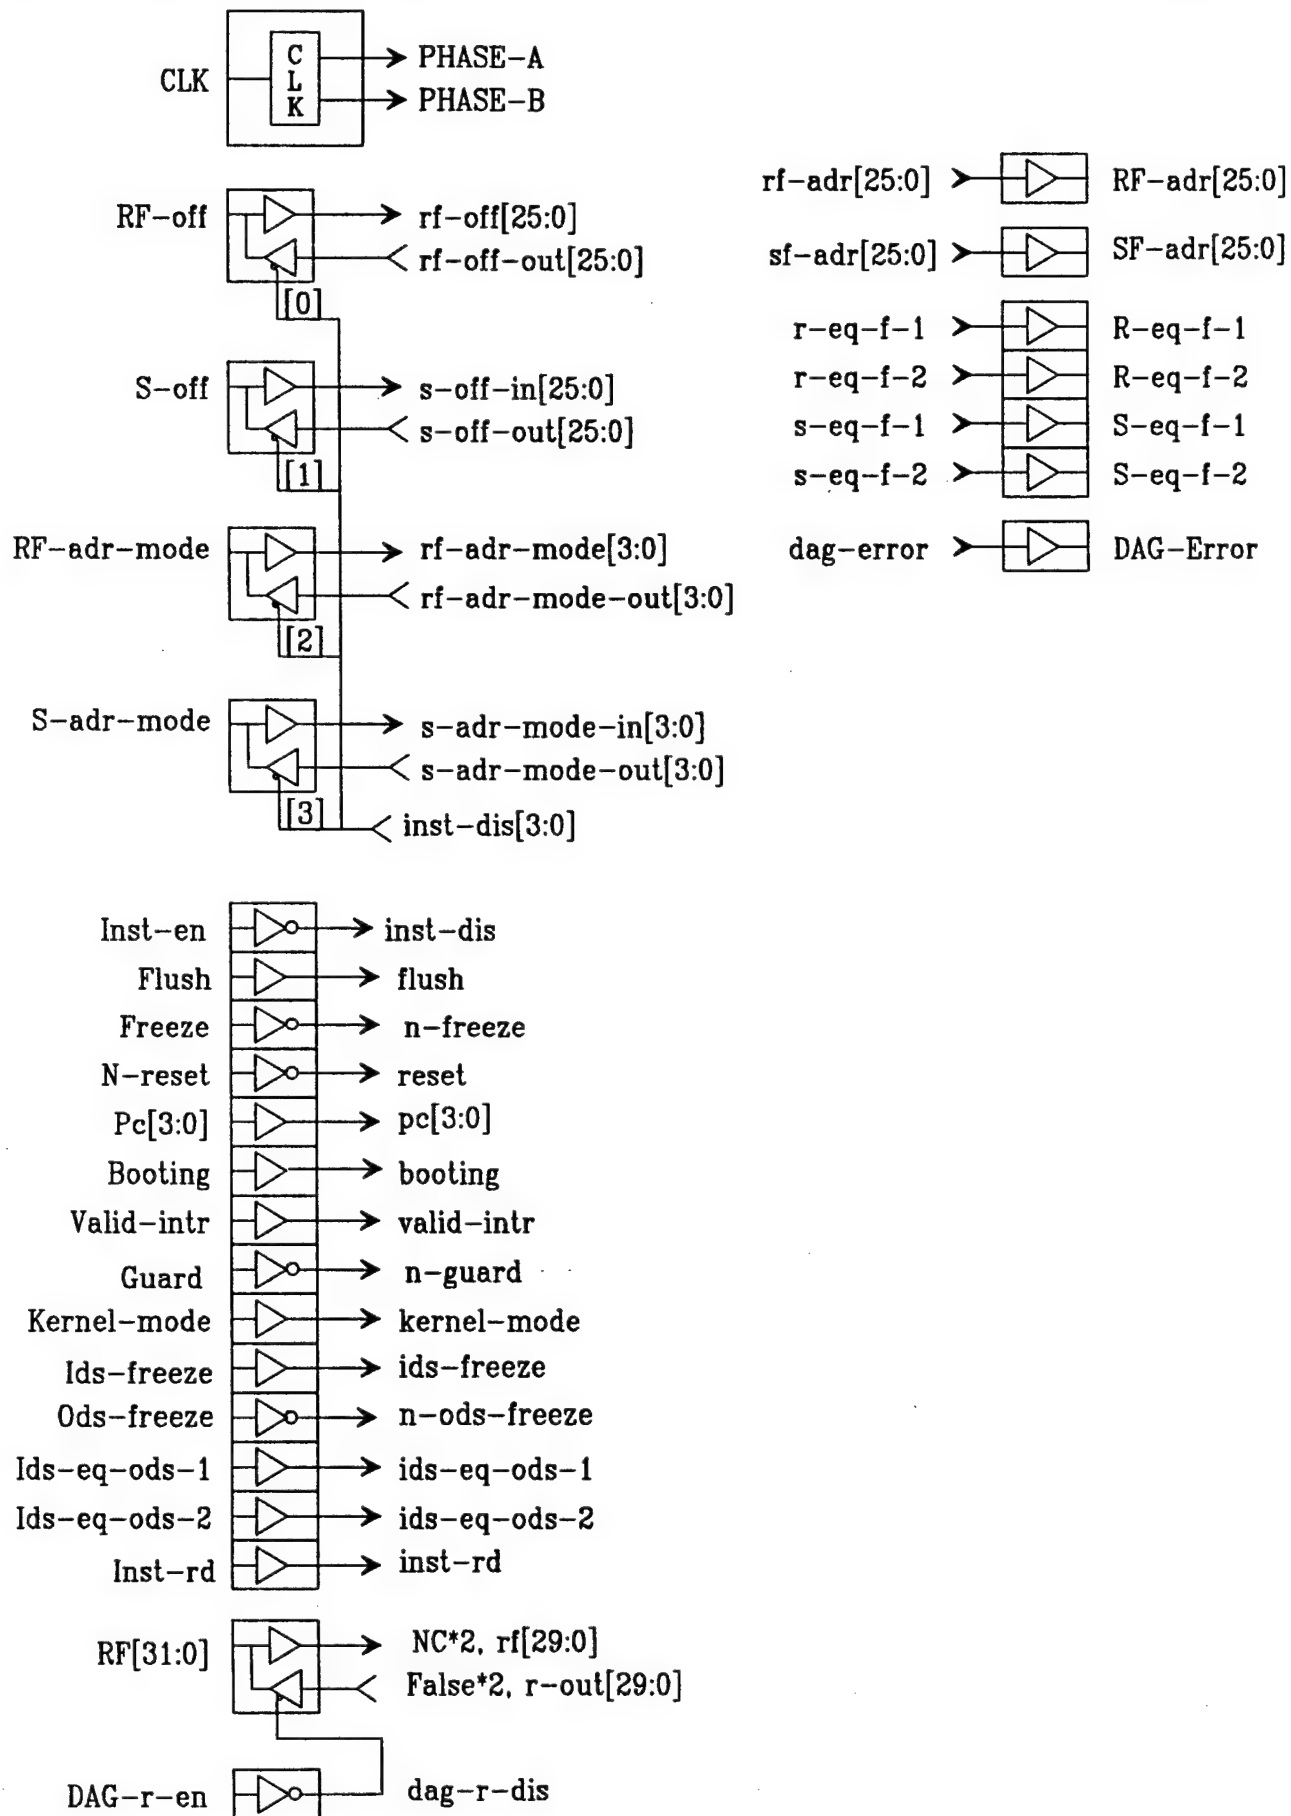 CLK
C
L
K
PHASE-A
PHASE-B
RF-off
rf-off[25:0]
rf-off-out[25:0]
[0]
S-off
s-off-in[25:0]
s-off-out[25:0]
[1]
RF-adr-mode
rf-adr-mode[3:0]
rf-adr-mode-out[3:0]
[2]
S-adr-mode
s-adr-mode-in[3:0]
s-adr-mode-out[3:0]
[3]
inst-dis[3:0]
rf-adr[25:0] RF-adr[25:0]
sf-adr[25:0] SF-adr[25:0]
r-eq-f-1 R-eq-f-1
r-eq-f-2 R-eq-f-2
s-eq-f-1 S-eq-f-1
s-eq-f-2 S-eq-f-2
dag-error DAG-Error
Inst-en inst-dis
Flush flush
Freeze n-freeze
N-reset reset
Pc[3:0] pc[3:0]
Booting booting
Valid-intr valid-intr
Guard n-guard
Kernel-mode kernel-mode
Ids-freeze ids-freeze
Ods-freeze n-ods-freeze
Ids-eq-ods-1 ids-eq-ods-1
Ids-eq-ods-2 ids-eq-ods-2
Inst-rd inst-rd
RF[31:0]
NC*2, rf[29:0]
False*2, r-out[29:0]
DAG-r-en dag-r-dis